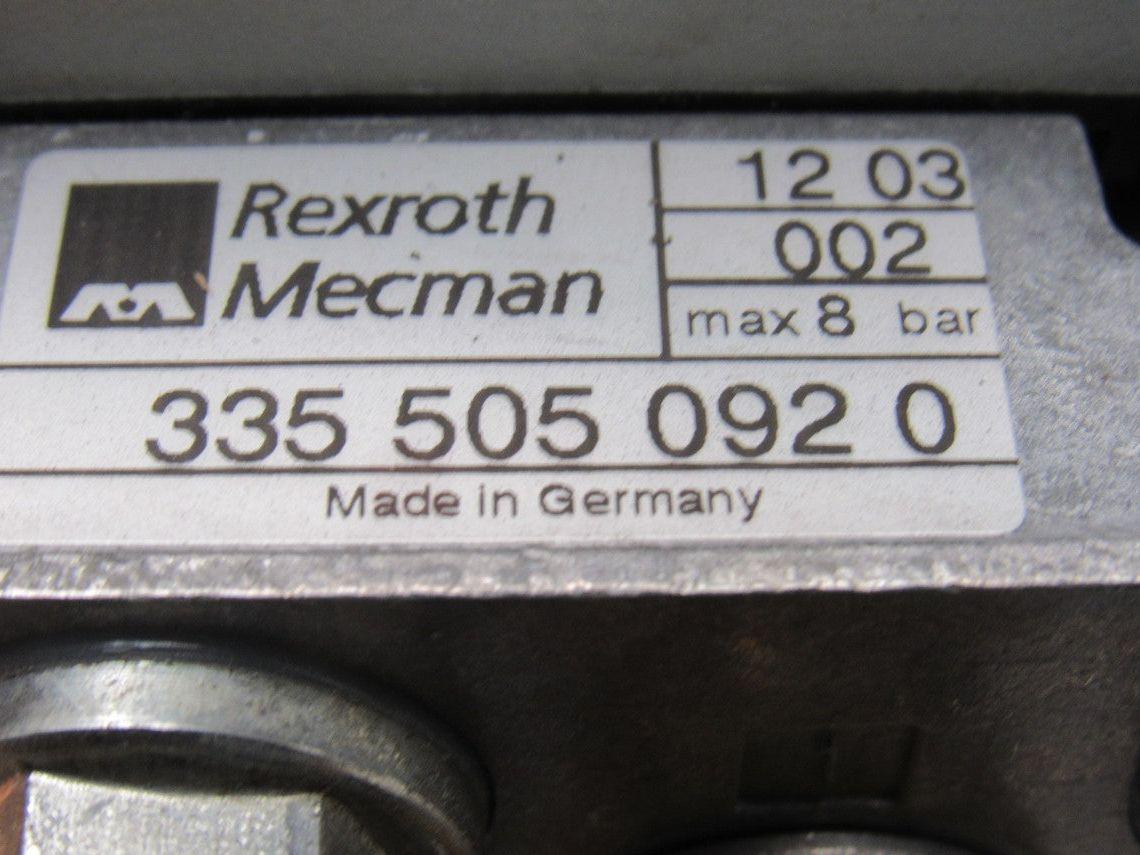 Rexroth
Mecman
12 03
002
max 8 bar
335 505 092 0
Made in Germany